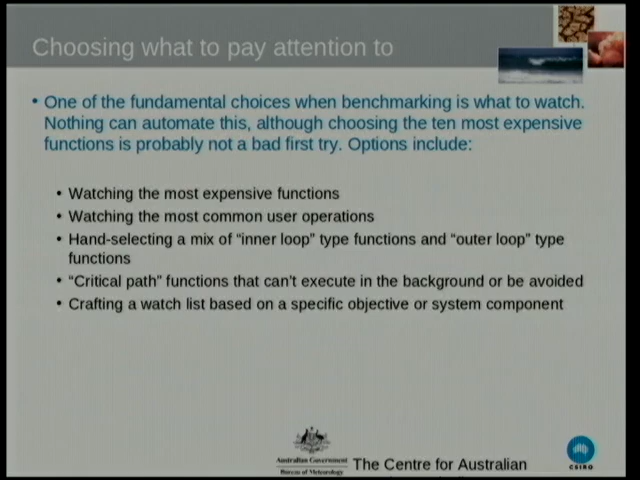 Choosing what to pay attention to
• One of the fundamental choices when benchmarking is what to watch.
Nothing can automate this, although choosing the ten most expensive
functions is probably not a bad first try. Options include:
• Watching the most expensive functions
• Watching the most common user operations
• Hand-selecting a mix of “inner loop” type functions and “outer loop” type
functions
• “Critical path” functions that can’t execute in the background or be avoided
• Crafting a watch list based on a specific objective or system component
Australian Government
Bureau of Meteorology
The Centre for Australian
CSIRO